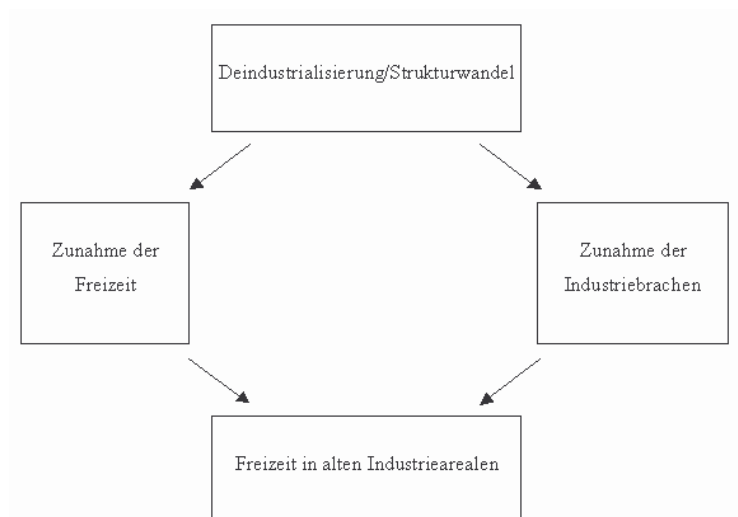 Deindustrialisierung/Strukturwandel
Zunahme der
Freizeit
Zunahme der
Industriebrachen
Freizeit in alten Industriearealen